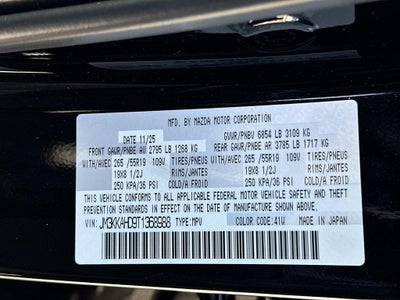 MFD. BY MAZDA MOTOR CORPORATION
DATE 11/25 GVWR/PNBV 6854 LB 3109 KG
FRONT GAWR/PNBE AV 2795 LB 1268 KG REAR GAWR/PNBE AR 3785 LB 1717 KG
WITH/AVEC 265 /55R19 109V TIRES/PNEUS WITH/AVEC 265 /55R19 109V TIRES/PNEUS
19X8 1/2J RIMS/JANTES 19X8 1/2J RIMS/JANTES
250 KPA/36 PSI COLD/A FROID 250 KPA/36 PSI COLD/A FROID
THIS VEHICLE CONFORMS TO ALL APPLICABLE FEDERAL MOTOR VEHICLE SAFETY AND THEFT
PREVENTION STANDARDS IN EFFECT ON THE DATE OF MANUFACTURE SHOWN ABOVE.
VIN: JM3KKAHD9T1368988 TYPE:MPV COLOR:41W MADE IN JAPAN